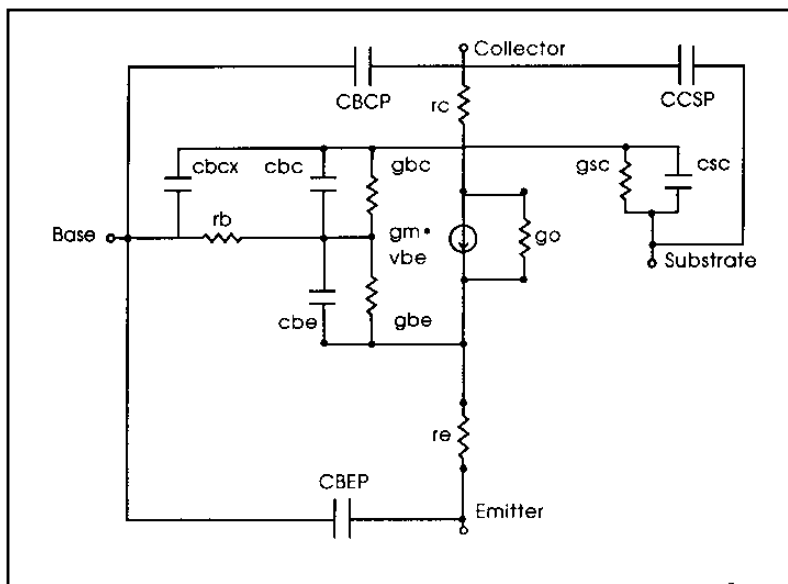 Collector
CBCP
CCSP
rc
cbcx
cbc
gbc
gsc
csc
rb
Base
gm•
vbe
go
Substrate
cbe
gbe
re
CBEP
Emitter